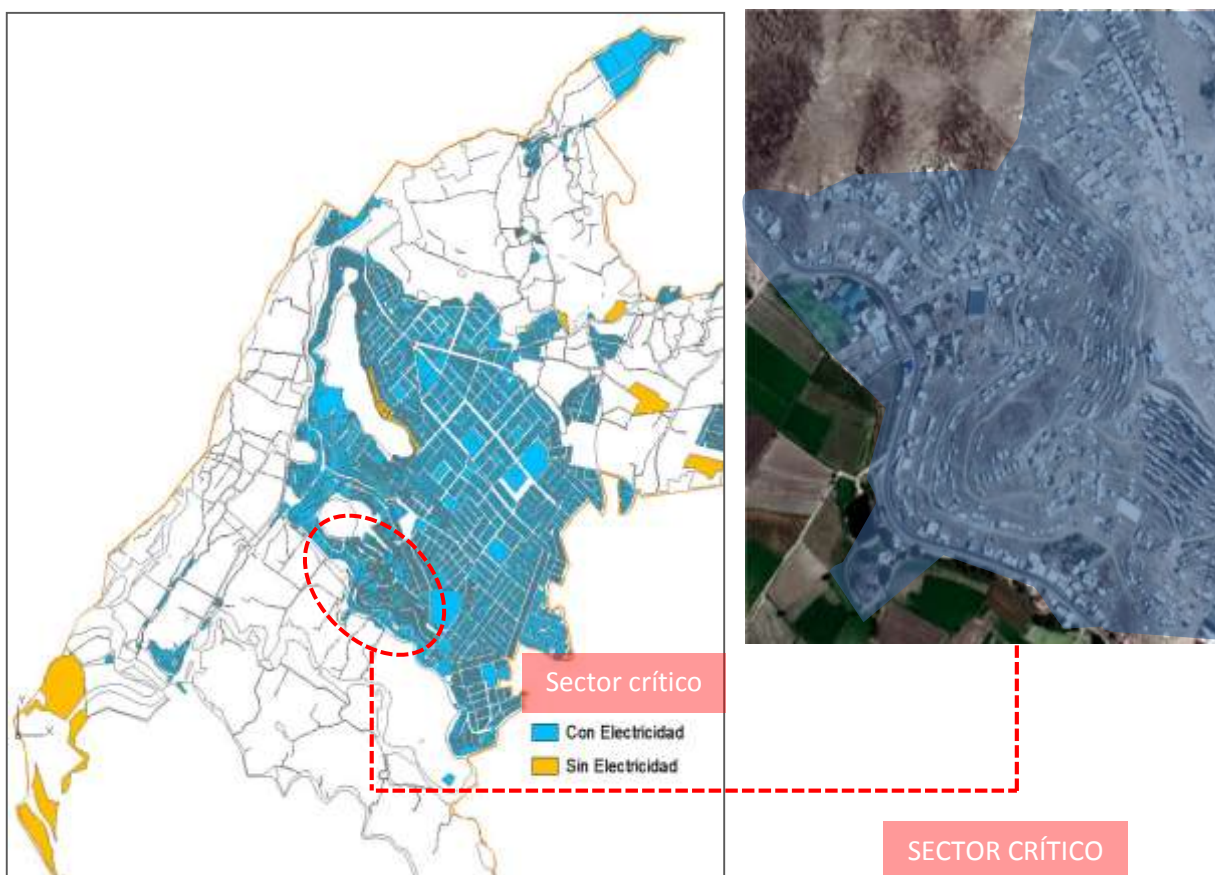 Sector crítico
Con Electricidad
Sin Electricidad
Y
X
SECTOR CRÍTICO